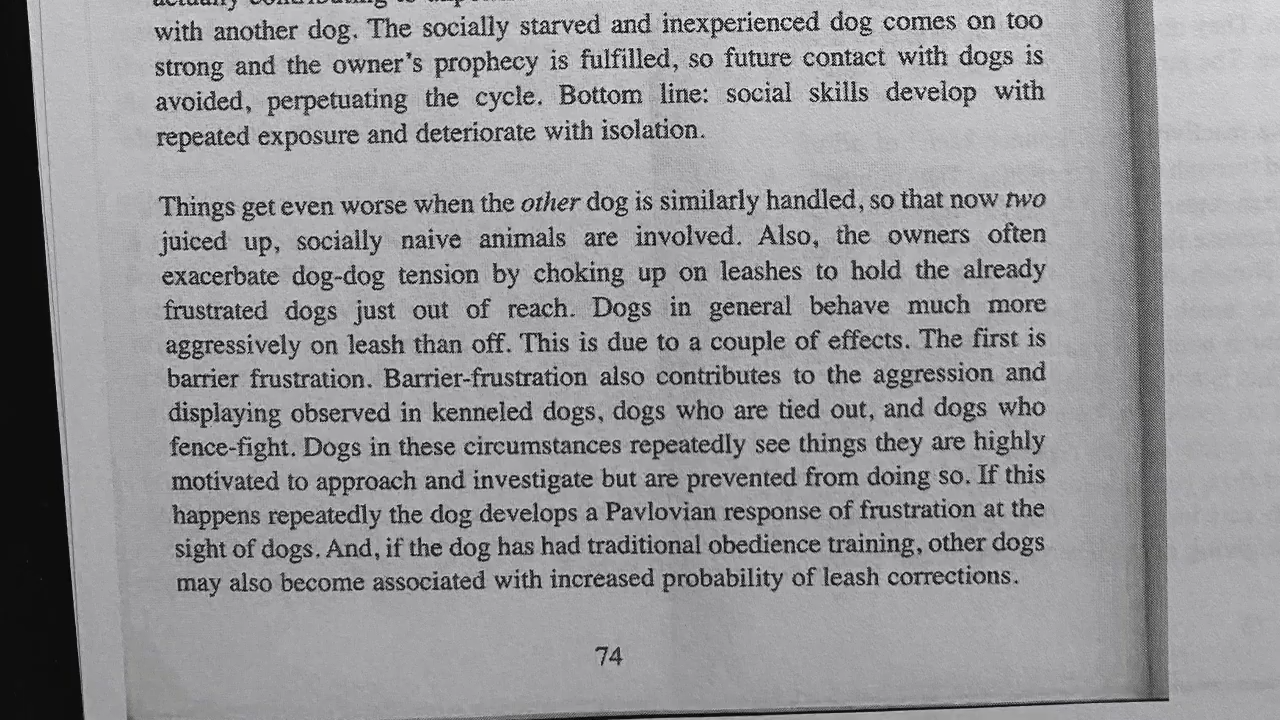 with another dog. The socially starved and inexperienced dog comes on too
strong and the owner's prophecy is fulfilled, so future contact with dogs is
avoided, perpetuating the cycle. Bottom line: social skills develop with
repeated exposure and deteriorate with isolation.
Things get even worse when the other dog is similarly handled, so that now two
juiced up, socially naive animals are involved. Also, the owners often
exacerbate dog-dog tension by choking up on leashes to hold the already
frustrated dogs just out of reach. Dogs in general behave much more
aggressively on leash than off. This is due to a couple of effects. The first is
barrier frustration. Barrier-frustration also contributes to the aggression and
displaying observed in kenneled dogs, dogs who are tied out, and dogs who
fence-fight. Dogs in these circumstances repeatedly see things they are highly
motivated to approach and investigate but are prevented from doing so. If this
happens repeatedly the dog develops a Pavlovian response of frustration at the
sight of dogs. And, if the dog has had traditional obedience training, other dogs
may also become associated with increased probability of leash corrections.
74